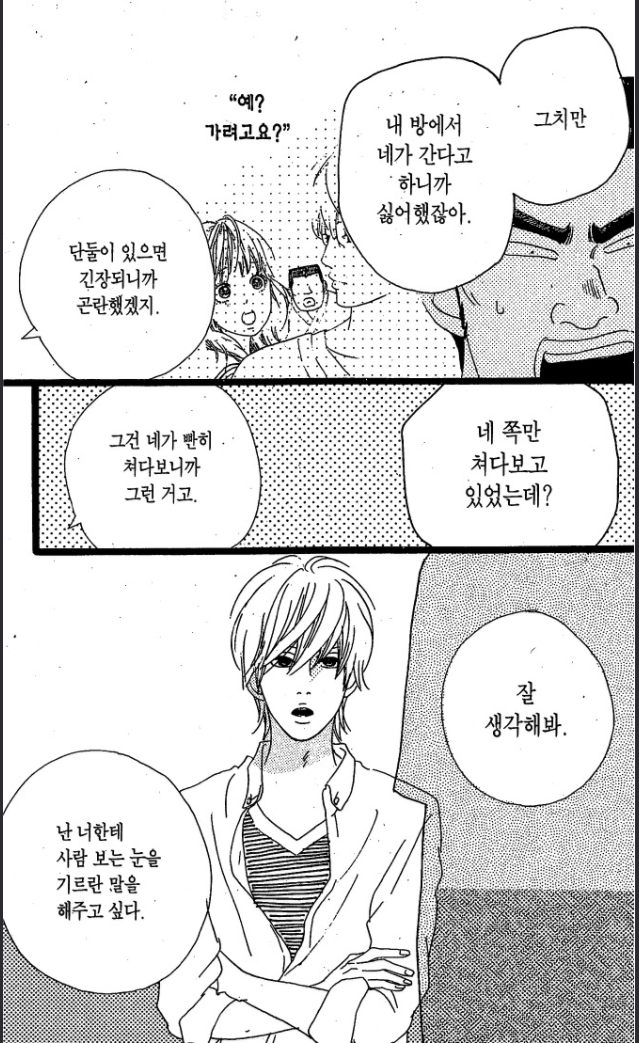 그치만
내 방에서
네가 간다고
하니까
싫어했잖아.
“예?
가려고요?”
단둘이 있으면
긴장되니까
곤란했겠지.
네 쪽만
쳐다보고
있었는데?
그건 네가 빤히
쳐다보니까
그런 거고.
잘
생각해봐.
난 너한테
사람 보는 눈을
기르란 말을
해주고 싶다.